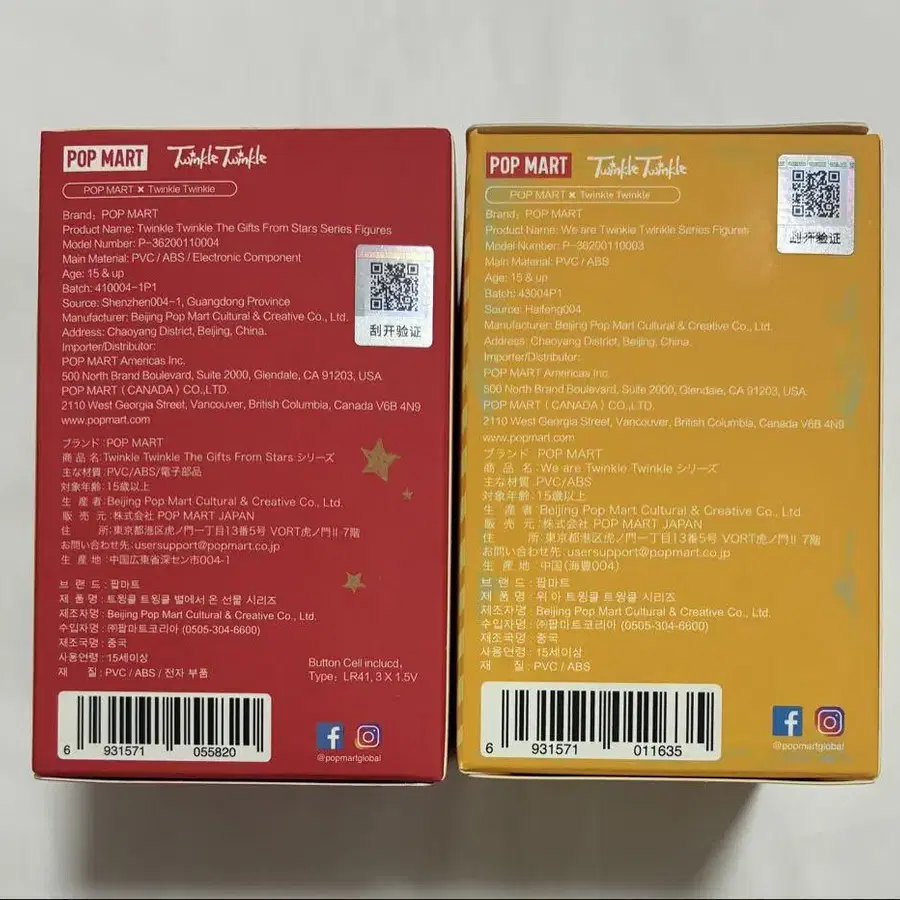 POP MART Twinkle Twinkle
POP MART × Twinkle Twinkle
Brand: POP MART
Product Name: Twinkle Twinkle The Gifts From Stars Series Figures
Model Number: P-36200110004
Main Material: PVC / ABS / Electronic Component
Age: 15 & up
Batch: 410004-1P1
Source: Shenzhen004-1, Guangdong Province
Manufacturer: Beijing Pop Mart Cultural & Creative Co., Ltd.
Address: Chaoyang District, Beijing, China.
Importer/Distributor:
POP MART Americas Inc.
500 North Brand Boulevard, Suite 2000, Glendale, CA 91203, USA
POP MART (CANADA) CO.,LTD.
2110 West Georgia Street, Vancouver, British Columbia, Canada V6B 4N9
www.popmart.com
刮开验证
ブランド:POP MART
商品名:Twinkle Twinkle The Gifts From Stars シリーズ
主な材質:PVC/ABS/電子部品
対象年齢:15歳以上
生産者:Beijing Pop Mart Cultural & Creative Co., Ltd
販売元:株式会社 POP MART JAPAN
住所:東京都港区虎ノ門一丁目13番5号 VORT虎ノ門Ⅱ 7階
お問い合わせ先:usersupport@popmart.co.jp
生産地:中国広東省深セン市004-1
브랜드:팝마트
제품명:트윙클 트윙클 별에서 온 선물 시리즈
제조자명:Beijing Pop Mart Cultural & Creative Co., Ltd.
수입자명:㈜팝마트코리아 (0505-304-6600)
제조국명:중국
사용연령:15세이상
재질:PVC / ABS / 전자 부품
Button Cell inclucd,
Type: LR41, 3 X 1.5V
6 931571 055820
@popmartglobal
POP MART Twinkle Twinkle
POP MART × Twinkle Twinkle
Brand: POP MART
Product Name: We are Twinkle Twinkle Series Figures
Model Number: P-36200110003
Main Material: PVC / ABS
Age: 15 & up
Batch: 43004P1
Source: Haifeng004
Manufacturer: Beijing Pop Mart Cultural & Creative Co., Ltd.
Address: Chaoyang District, Beijing, China.
Importer/Distributor:
POP MART Americas Inc.
500 North Brand Boulevard, Suite 2000, Glendale, CA 91203, USA
POP MART (CANADA) CO.,LTD.
2110 West Georgia Street, Vancouver, British Columbia, Canada V6B 4N9
www.popmart.com
刮开验证
ブランド:POP MART
商品名:We are Twinkle Twinkle シリーズ
主な材質:PVC/ABS
対象年齢:15歳以上
生産者:Beijing Pop Mart Cultural & Creative Co., Ltd
販売元:株式会社 POP MART JAPAN
住所:東京都港区虎ノ門一丁目13番5号 VORT虎ノ門Ⅱ 7階
お問い合わせ先:usersupport@popmart.co.jp
生産地:中国(海豊004)
브랜드:팝마트
제품명:위 아 트윙클 트윙클 시리즈
제조자명:Beijing Pop Mart Cultural & Creative Co., Ltd.
수입자명:㈜팝마트코리아 (0505-304-6600)
제조국명:중국
사용연령:15세이상
재질:PVC / ABS
6 931571 011635
@popmartglobal